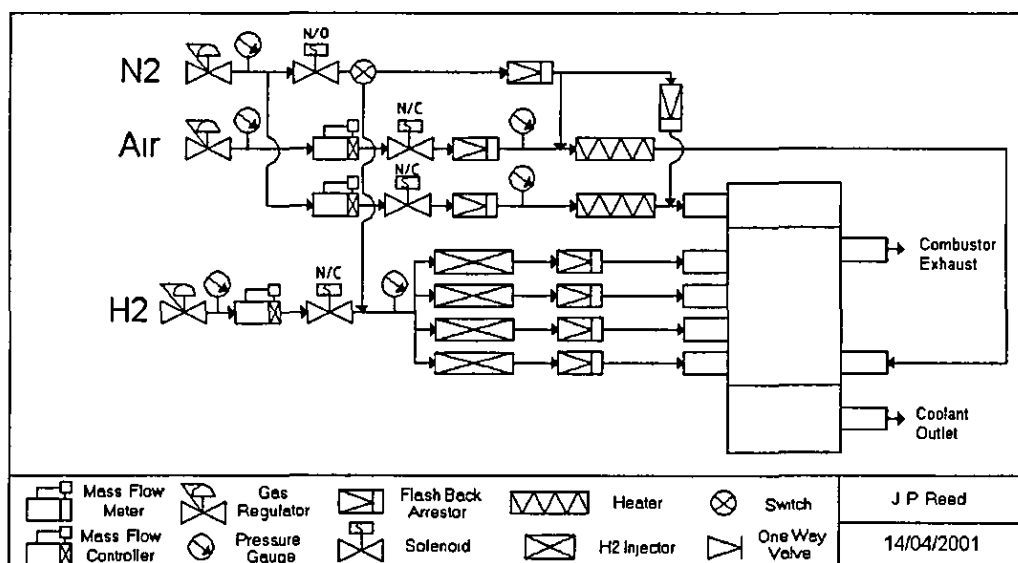 N/O
N2
N/C
Air
N/C
Combustor
Exhaust
N/C
H2
Coolant
Outlet
Mass Flow
Meter
Gas
Regulator
Flash Back
Arrestor
Heater
Switch
J P Reed
Mass Flow
Controller
Pressure
Gauge
Solenoid
H2 Injector
One Way
Valve
14/04/2001